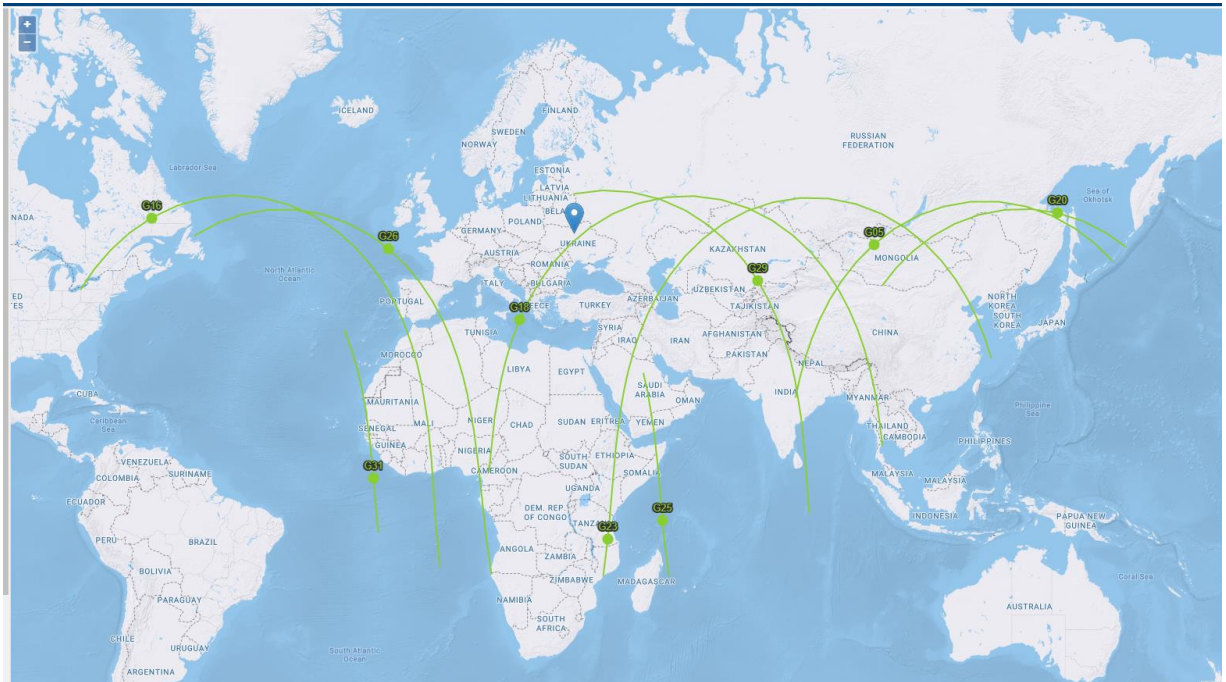 +
−
ICELAND
FINLAND
SWEDEN
NORWAY
RUSSIAN
FEDERATION
Labrador Sea
ESTONIA
LATVIA
LITHUANIA
Sea of
Okhotsk
G16
G20
NADA
POLAND
BELA
GERMANY
G26
G05
UKRAINE
AUSTRIA
KAZAKHSTAN
MONGOLIA
ROMANIA
North Atlantic
Ocean
G29
ITALY
BULGARIA
UZBEKISTAN
PORTUGAL
G18
EECE
TURKEY
AZERBAIJAN
TAJIKISTAN
NORTH
KOREA
SOUTH
KOREA
JAPAN
ED
ES
TUNISIA
SYRIA
IRAQ
IRAN
AFGHANISTAN
CHINA
MOROCCO
PAKISTAN
LIBYA
EGYPT
NEPAL
SAUDI
ARABIA
INDIA
CUBA
MAURITANIA
OMAN
MYANMAR
Philippine
Sea
Caribbean
Sea
MALI
NIGER
CHAD
SUDAN
ERITREA
YEMEN
SENEGAL
THAILAND
CAMBODIA
GUINEA
NIGERIA
SOUTH
SUDAN
ETHIOPIA
PHILIPPINES
VENEZUELA
G31
CAMEROON
SOMALIA
MALAYSIA
MALAYSIA
COLOMBIA
SURINAME
UGANDA
ECUADOR
DEM. REP.
OF CONGO
G25
INDONESIA
PAPUA NEW
GUINEA
TANZA
G23
PERU
BRAZIL
ANGOLA
ZAMBIA
BOLIVIA
ZIMBABWE
MADAGASCAR
Coral Sea
PARAGUAY
NAMIBIA
AUSTRALIA
SOUTH
AFRICA
CHILE
URUGUAY
South Atlantic
Ocean
ARGENTINA